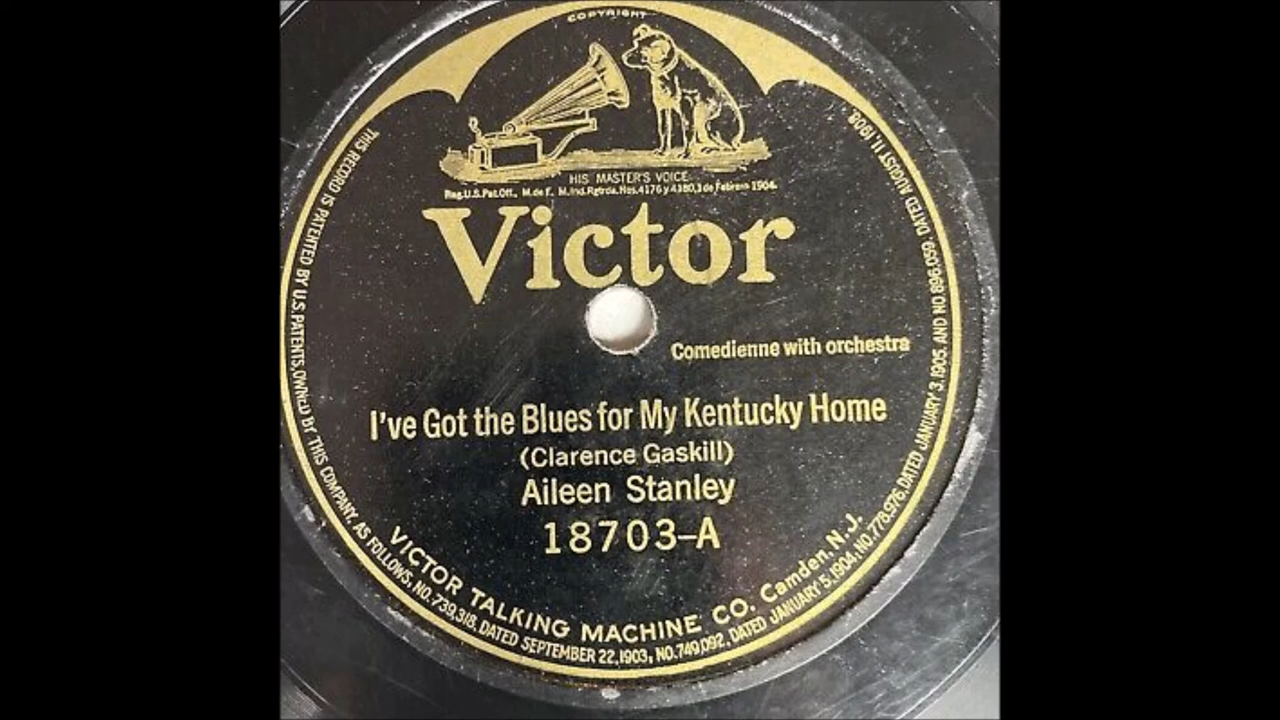 COPYRIGHT
HIS MASTER'S VOICE
Reg.U.S.Pat.Off., M.de F., M.Ind.Rgtrda.Nos.4176 y 4380,3 de Febrero 1904.
Victor
Comedienne with orchestra
I've Got the Blues for My Kentucky Home
(Clarence Gaskill)
Aileen Stanley
18703–A
VICTOR TALKING MACHINE CO. Camden, N.J.
THIS RECORD IS PATENTED BY U.S. PATENTS, OWNED BY THIS COMPANY, AS FOLLOWS, NO. 739,318, DATED SEPTEMBER 22, 1903, NO. 749,092, DATED JANUARY 5, 1904, NO. 778,976, DATED JANUARY 3, 1905. AND NO. 896,059, DATED AUGUST 11, 1908.